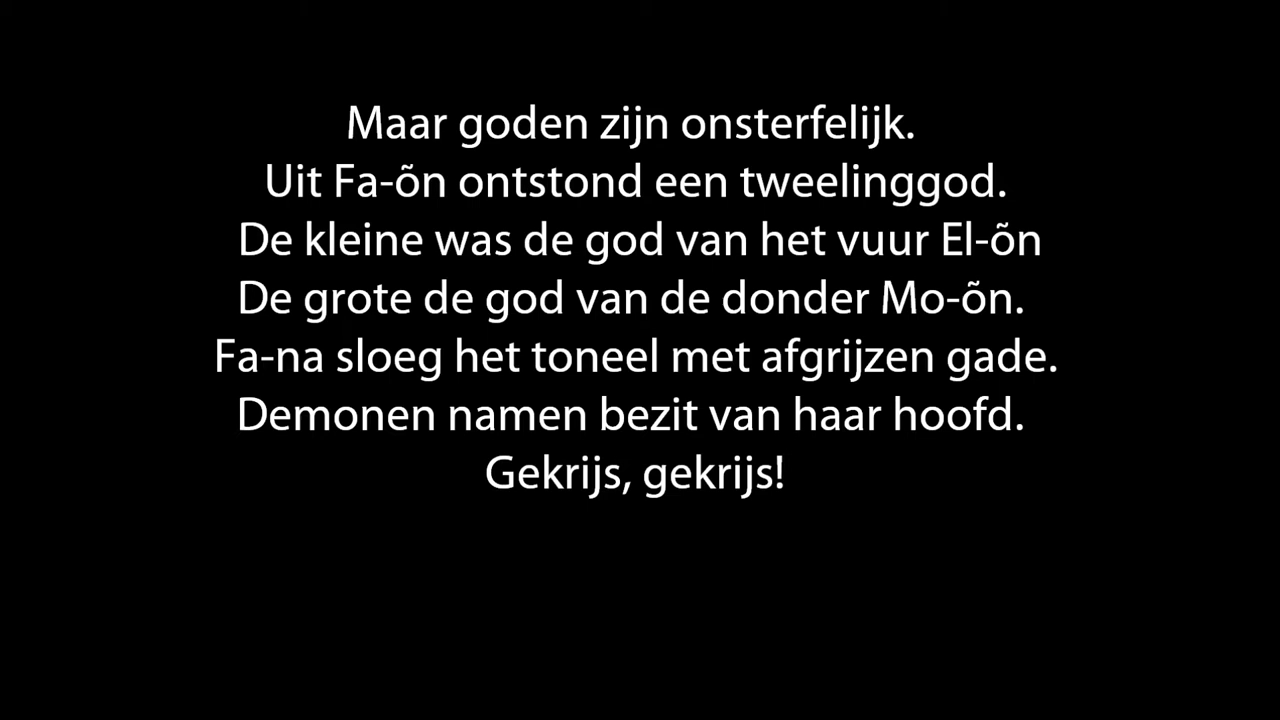 Maar goden zijn onsterfelijk.
Uit Fa-õn ontstond een tweelinggod.
De kleine was de god van het vuur El-õn
De grote de god van de donder Mo-õn.
Fa-na sloeg het toneel met afgrijzen gade.
Demonen namen bezit van haar hoofd.
Gekrijs, gekrijs!